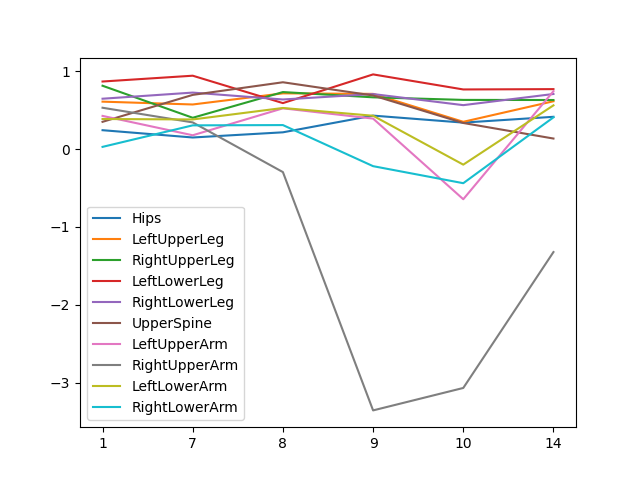 1
0
−1
−2
−3
Hips
LeftUpperLeg
RightUpperLeg
LeftLowerLeg
RightLowerLeg
UpperSpine
LeftUpperArm
RightUpperArm
LeftLowerArm
RightLowerArm
1 7 8 9 10 14